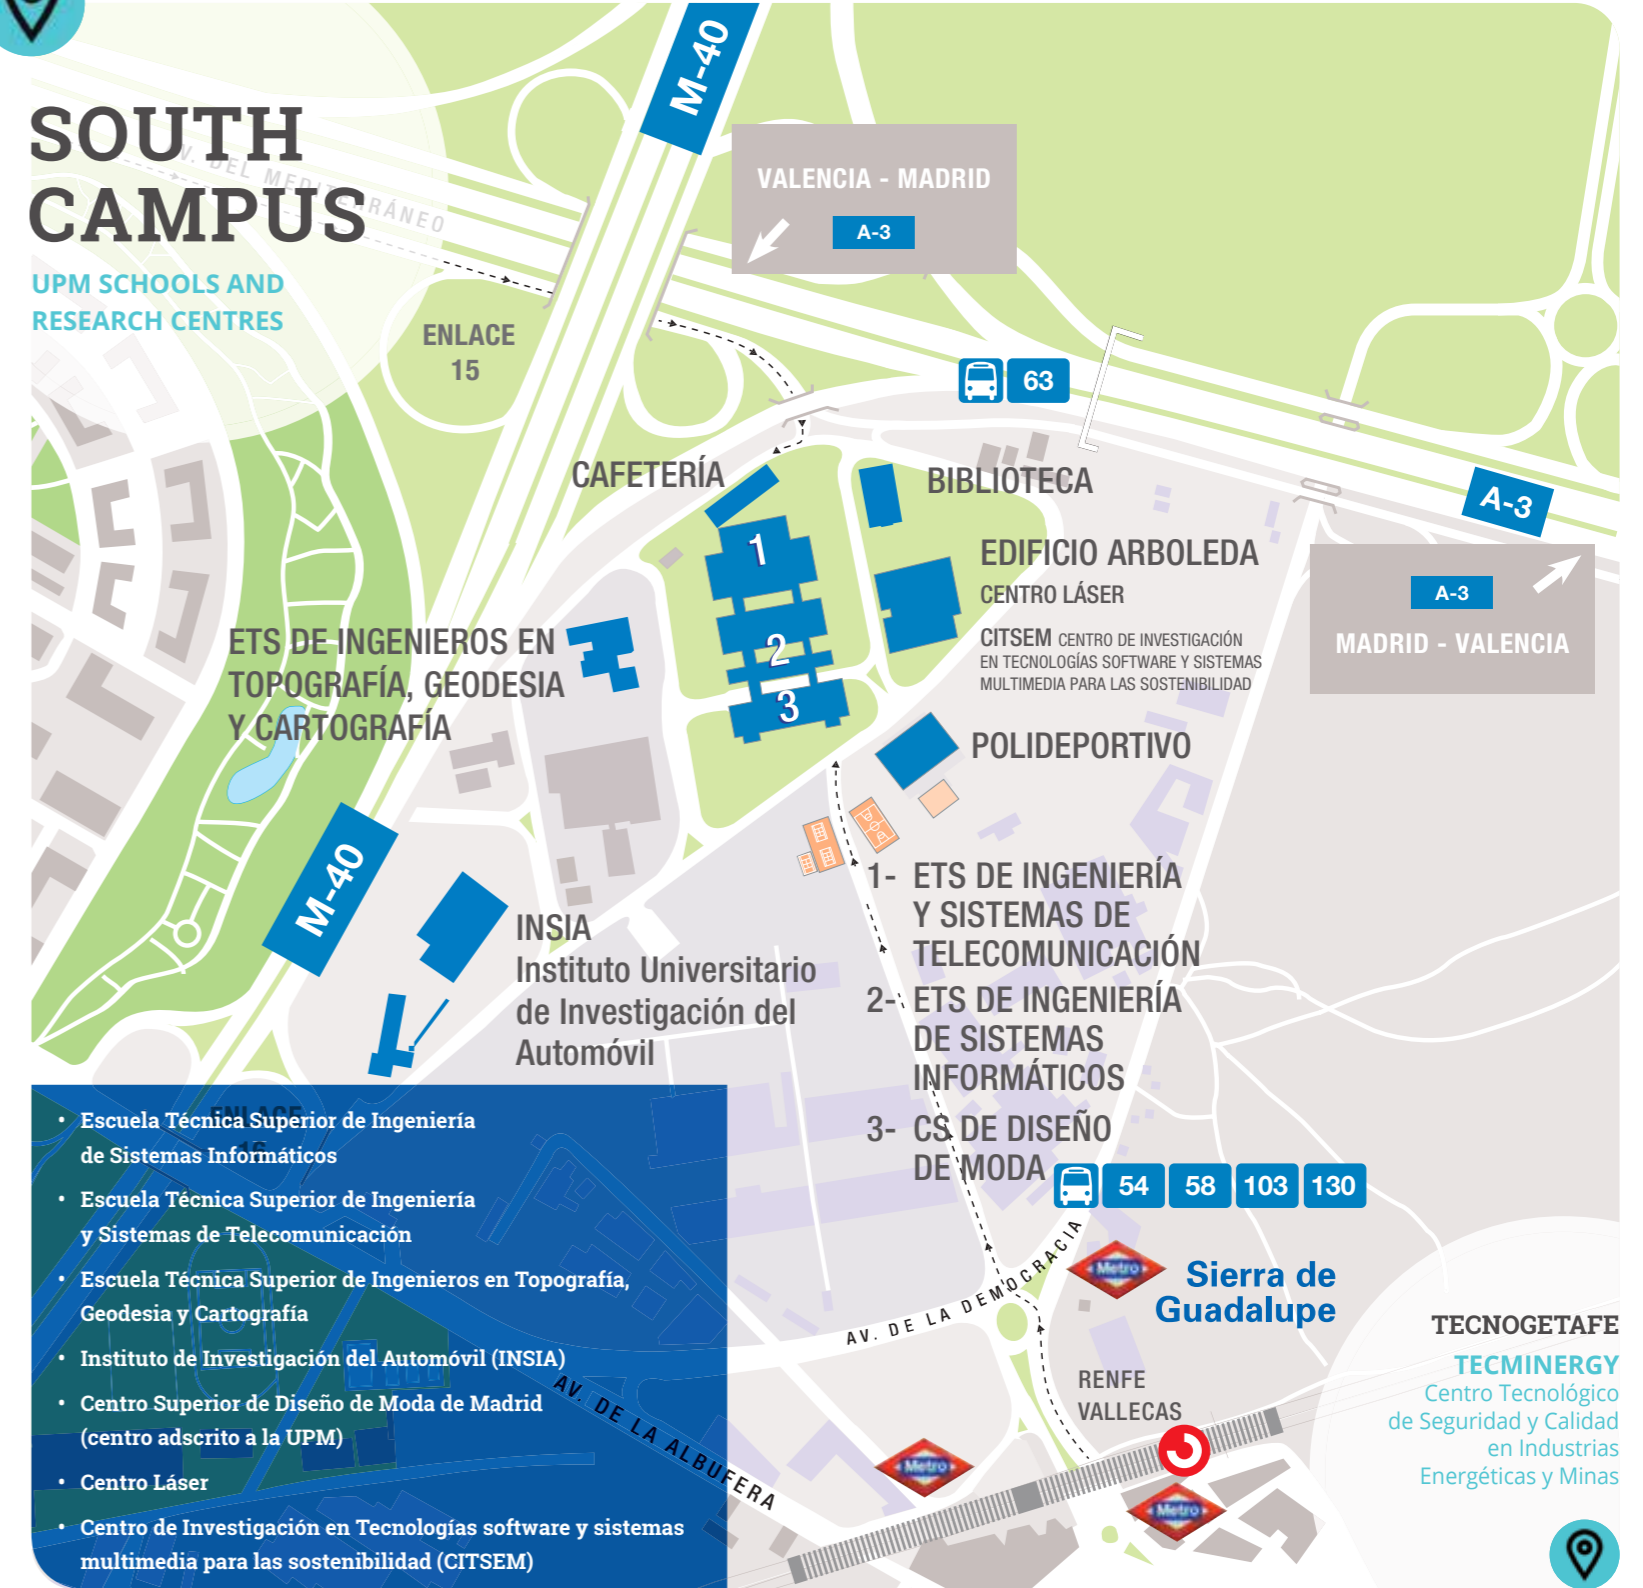 SOUTH
CAMPUS
UPM SCHOOLS AND
RESEARCH CENTRES
AV. DEL MEDITERRÁNEO
M-40
VALENCIA - MADRID
A-3
ENLACE
15
63
CAFETERÍA
BIBLIOTECA
A-3
1
2
3
EDIFICIO ARBOLEDA
CENTRO LÁSER
CITSEM CENTRO DE INVESTIGACIÓN
EN TECNOLOGÍAS SOFTWARE Y SISTEMAS
MULTIMEDIA PARA LAS SOSTENIBILIDAD
A-3
MADRID - VALENCIA
ETS DE INGENIEROS EN
TOPOGRAFÍA, GEODESIA
Y CARTOGRAFÍA
POLIDEPORTIVO
M-40
INSIA
Instituto Universitario
de Investigación del
Automóvil
1- ETS DE INGENIERÍA
Y SISTEMAS DE
TELECOMUNICACIÓN
2- ETS DE INGENIERÍA
DE SISTEMAS
INFORMÁTICOS
3- CS DE DISEÑO
DE MODA
54 58 103 130
ENLACE
16
• Escuela Técnica Superior de Ingeniería
de Sistemas Informáticos
• Escuela Técnica Superior de Ingeniería
y Sistemas de Telecomunicación
• Escuela Técnica Superior de Ingenieros en Topografía,
Geodesia y Cartografía
• Instituto de Investigación del Automóvil (INSIA)
• Centro Superior de Diseño de Moda de Madrid
(centro adscrito a la UPM)
• Centro Láser
• Centro de Investigación en Tecnologías software y sistemas
multimedia para las sostenibilidad (CITSEM)
AV. DE LA DEMOCRACIA
AV. DE LA ALBUFERA
Metro
Sierra de
Guadalupe
RENFE
VALLECAS
Metro
Metro
TECNOGETAFE
TECMINERGY
Centro Tecnológico
de Seguridad y Calidad
en Industrias
Energéticas y Minas